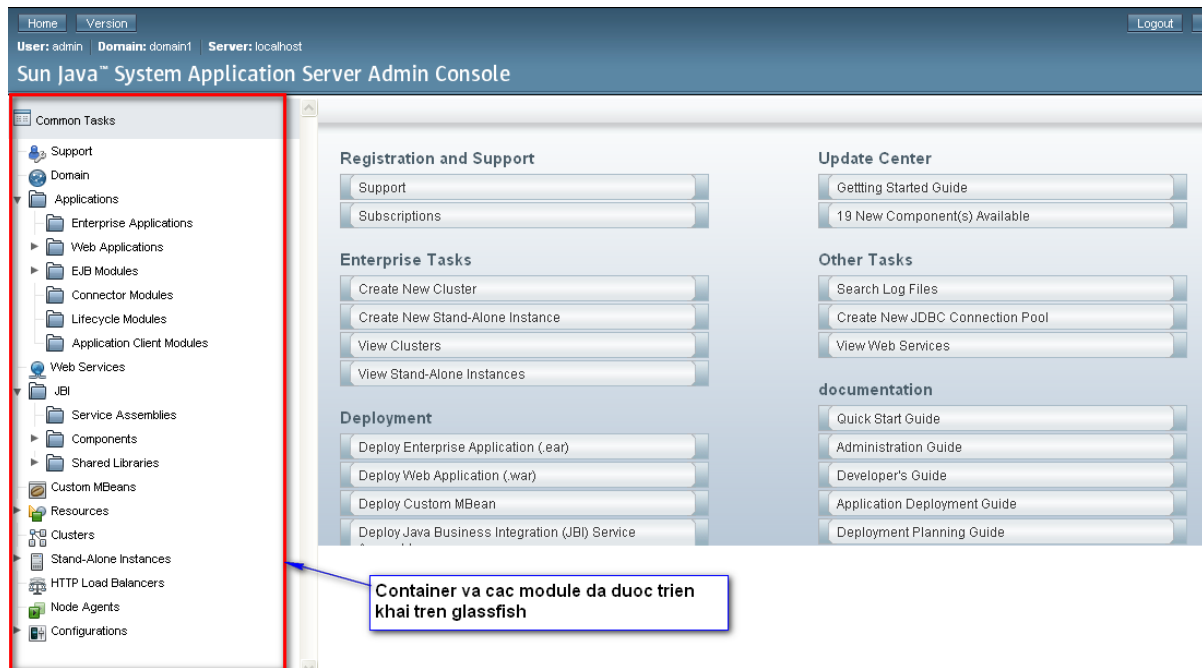 Home Version Logout
User: admin Domain: domain1 Server: localhost
Sun Java™ System Application Server Admin Console
Common Tasks
Support
Domain
Applications
Enterprise Applications
Web Applications
EJB Modules
Connector Modules
Lifecycle Modules
Application Client Modules
Web Services
JBI
Service Assemblies
Components
Shared Libraries
Custom MBeans
Resources
Clusters
Stand-Alone Instances
HTTP Load Balancers
Node Agents
Configurations
Registration and Support
Support
Subscriptions
Enterprise Tasks
Create New Cluster
Create New Stand-Alone Instance
View Clusters
View Stand-Alone Instances
Deployment
Deploy Enterprise Application (.ear)
Deploy Web Application (.war)
Deploy Custom MBean
Deploy Java Business Integration (JBI) Service
Update Center
Gettting Started Guide
19 New Component(s) Available
Other Tasks
Search Log Files
Create New JDBC Connection Pool
View Web Services
documentation
Quick Start Guide
Administration Guide
Developer's Guide
Application Deployment Guide
Deployment Planning Guide
Container va cac module da duoc trien
khai tren glassfish